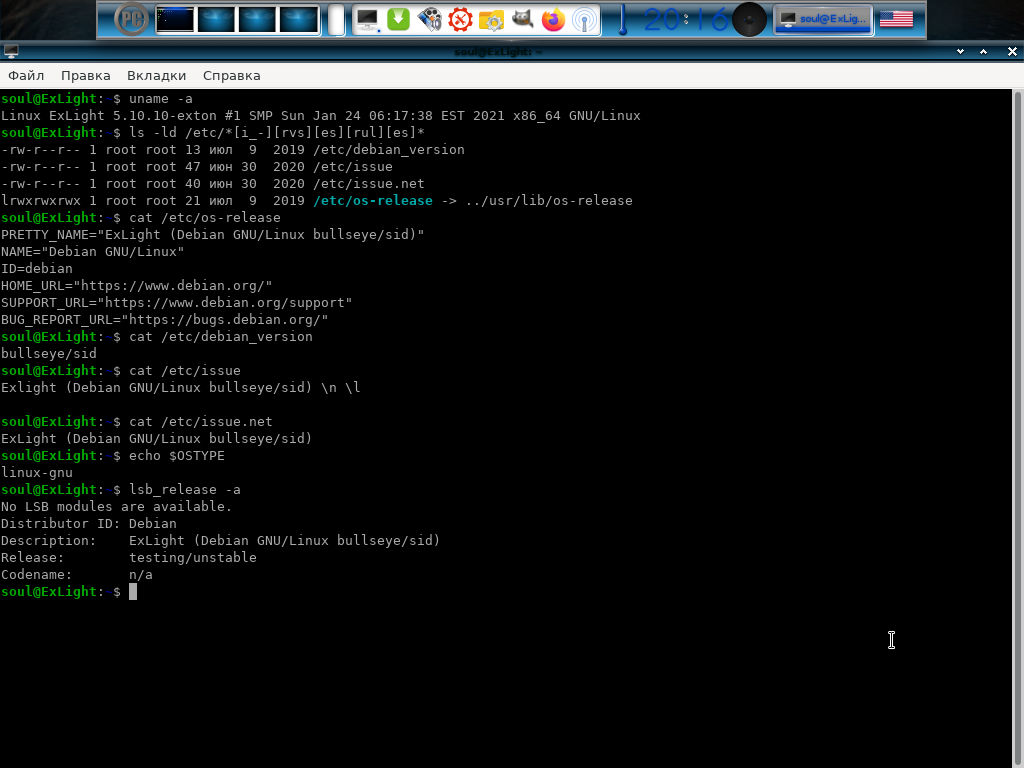 PC
20:16
soul@ExLig...
soul@ExLight: ~
Файл Правка Вкладки Справка
soul@ExLight:~$ uname -a
Linux ExLight 5.10.10-exton #1 SMP Sun Jan 24 06:17:38 EST 2021 x86_64 GNU/Linux
soul@ExLight:~$ ls -ld /etc/*[i_-][rvs][es][rul][es]*
-rw-r--r-- 1 root root 13 июл  9  2019 /etc/debian_version
-rw-r--r-- 1 root root 47 июн 30  2020 /etc/issue
-rw-r--r-- 1 root root 40 июн 30  2020 /etc/issue.net
lrwxrwxrwx 1 root root 21 июл  9  2019 /etc/os-release -> ../usr/lib/os-release
soul@ExLight:~$ cat /etc/os-release
PRETTY_NAME="ExLight (Debian GNU/Linux bullseye/sid)"
NAME="Debian GNU/Linux"
ID=debian
HOME_URL="https://www.debian.org/"
SUPPORT_URL="https://www.debian.org/support"
BUG_REPORT_URL="https://bugs.debian.org/"
soul@ExLight:~$ cat /etc/debian_version
bullseye/sid
soul@ExLight:~$ cat /etc/issue
Exlight (Debian GNU/Linux bullseye/sid) \n \l
soul@ExLight:~$ cat /etc/issue.net
ExLight (Debian GNU/Linux bullseye/sid)
soul@ExLight:~$ echo $OSTYPE
linux-gnu
soul@ExLight:~$ lsb_release -a
No LSB modules are available.
Distributor ID: Debian
Description:    ExLight (Debian GNU/Linux bullseye/sid)
Release:        testing/unstable
Codename:       n/a
soul@ExLight:~$